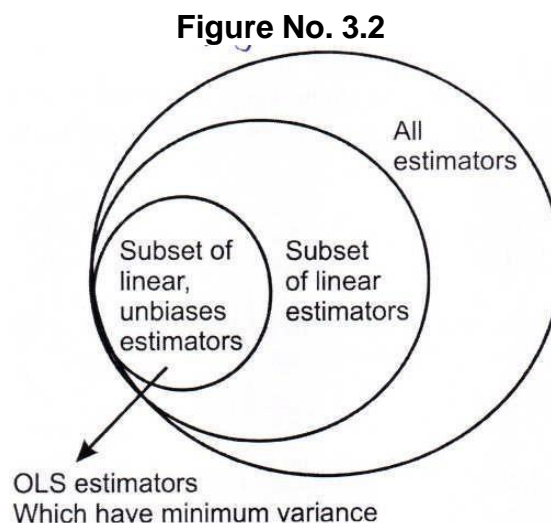 Figure No. 3.2
All
estimators
Subset of
linear,
unbiases
estimators
Subset
of linear
estimators
OLS estimators
Which have minimum variance